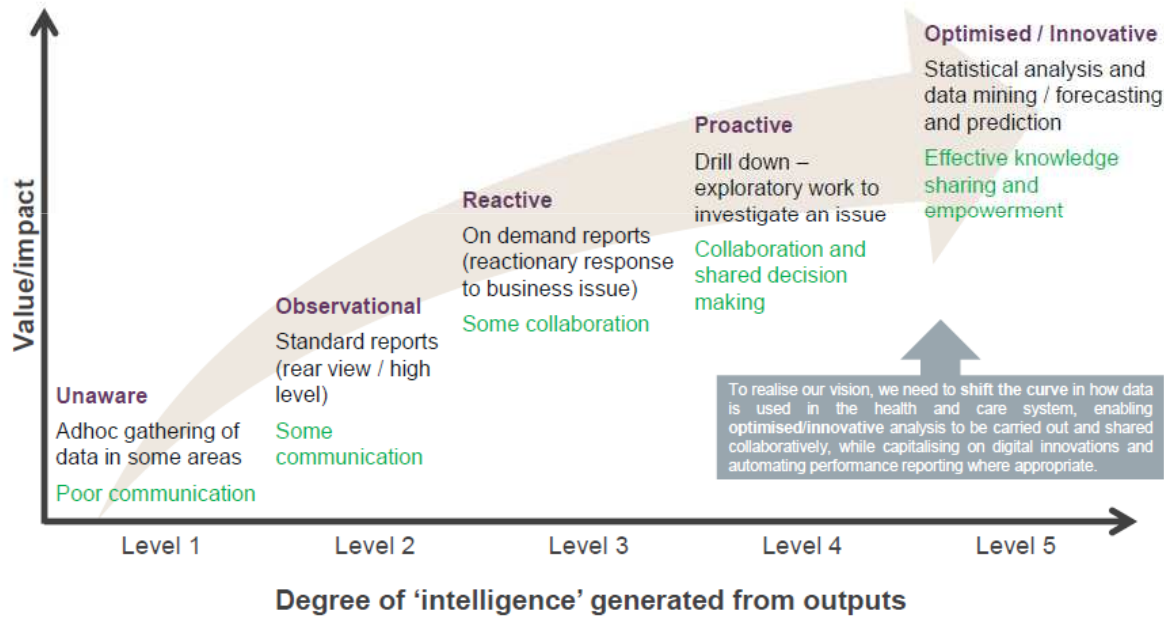 Value/impact
Unaware
Adhoc gathering of
data in some areas
Poor communication
Observational
Standard reports
(rear view / high
level)
Some
communication
Reactive
On demand reports
(reactionary response
to business issue)
Some collaboration
Proactive
Drill down –
exploratory work to
investigate an issue
Collaboration and
shared decision
making
Optimised / Innovative
Statistical analysis and
data mining / forecasting
and prediction
Effective knowledge
sharing and
empowerment
To realise our vision, we need to shift the curve in how data
is used in the health and care system, enabling
optimised/innovative analysis to be carried out and shared
collaboratively, while capitalising on digital innovations and
automating performance reporting where appropriate.
Level 1
Level 2
Level 3
Level 4
Level 5
Degree of ‘intelligence’ generated from outputs